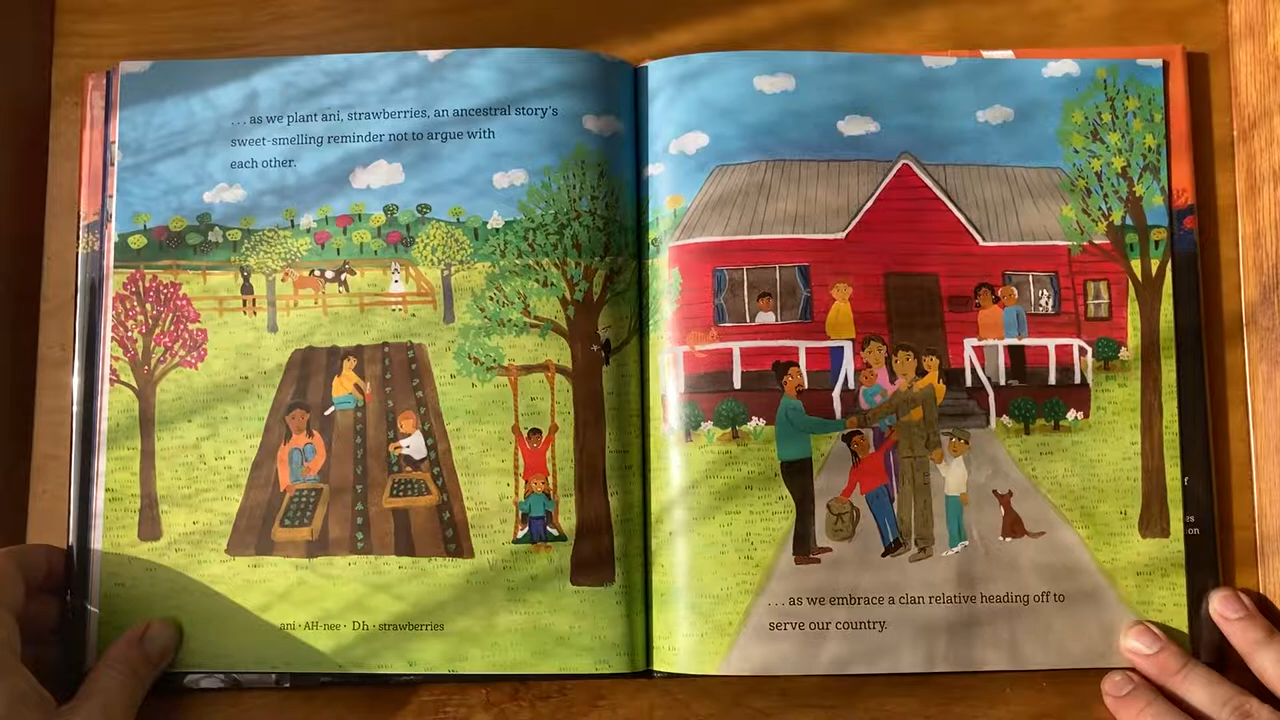 . . . as we plant ani, strawberries, an ancestral story's
sweet-smelling reminder not to argue with
each other.
ani · AH-nee · Dh · strawberries
. . . as we embrace a clan relative heading off to
serve our country.